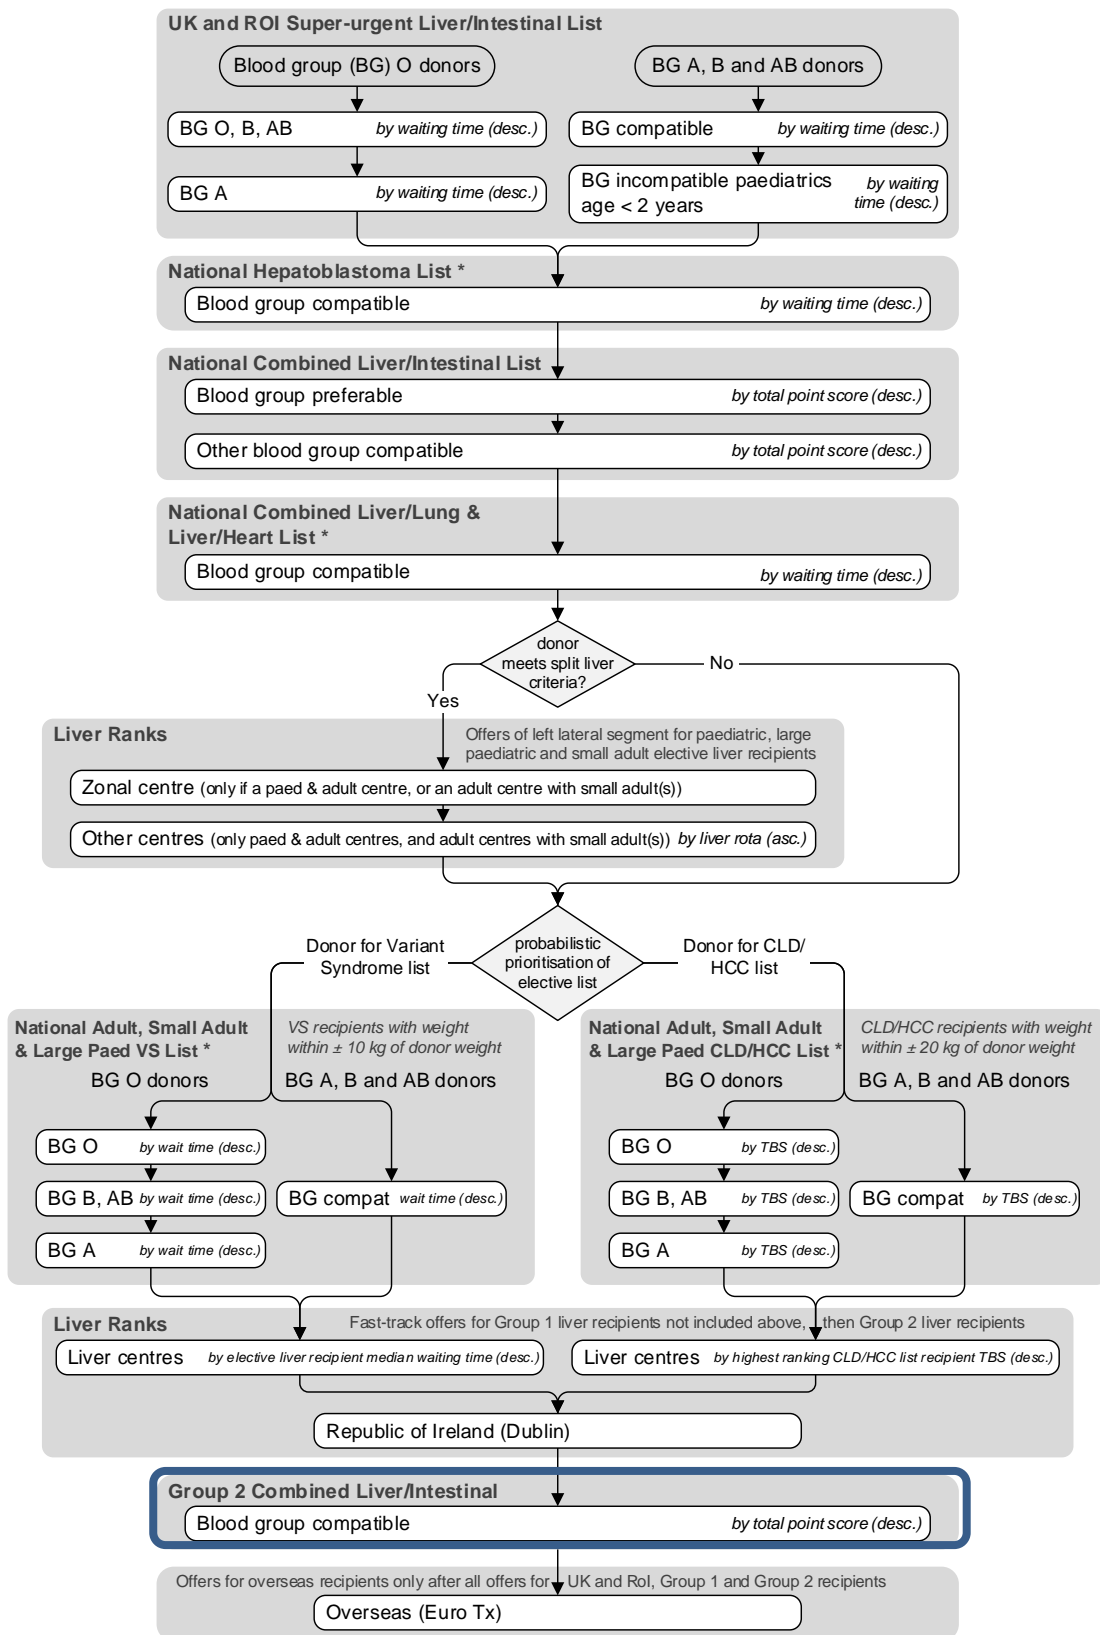 UK and ROI Super-urgent Liver/Intestinal List
Blood group (BG) O donors
BG A, B and AB donors
BG O, B, AB by waiting time (desc.)
BG compatible by waiting time (desc.)
BG A by waiting time (desc.)
BG incompatible paediatrics by waiting
age < 2 years time (desc.)
National Hepatoblastoma List *
Blood group compatible by waiting time (desc.)
National Combined Liver/Intestinal List
Blood group preferable by total point score (desc.)
Other blood group compatible by total point score (desc.)
National Combined Liver/Lung &
Liver/Heart List *
Blood group compatible by waiting time (desc.)
donor
meets split liver
criteria?
No
Yes
Liver Ranks
Offers of left lateral segment for paediatric, large
paediatric and small adult elective liver recipients
Zonal centre (only if a paed & adult centre, or an adult centre with small adult(s))
Other centres (only paed & adult centres, and adult centres with small adult(s)) by liver rota (asc.)
probabilistic
prioritisation of
elective list
Donor for Variant
Syndrome list
Donor for CLD/
HCC list
National Adult, Small Adult
& Large Paed VS List *
VS recipients with weight
within ± 10 kg of donor weight
BG O donors
BG A, B and AB donors
BG O by wait time (desc.)
BG B, AB by wait time (desc.)
BG compat wait time (desc.)
BG A by wait time (desc.)
National Adult, Small Adult
& Large Paed CLD/HCC List *
CLD/HCC recipients with weight
within ± 20 kg of donor weight
BG O donors
BG A, B and AB donors
BG O by TBS (desc.)
BG B, AB by TBS (desc.)
BG compat by TBS (desc.)
BG A by TBS (desc.)
Liver Ranks
Fast-track offers for Group 1 liver recipients not included above, then Group 2 liver recipients
Liver centres by elective liver recipient median waiting time (desc.)
Liver centres by highest ranking CLD/HCC list recipient TBS (desc.)
Republic of Ireland (Dublin)
Group 2 Combined Liver/Intestinal
Blood group compatible by total point score (desc.)
Offers for overseas recipients only after all offers for UK and RoI, Group 1 and Group 2 recipients
Overseas (Euro Tx)